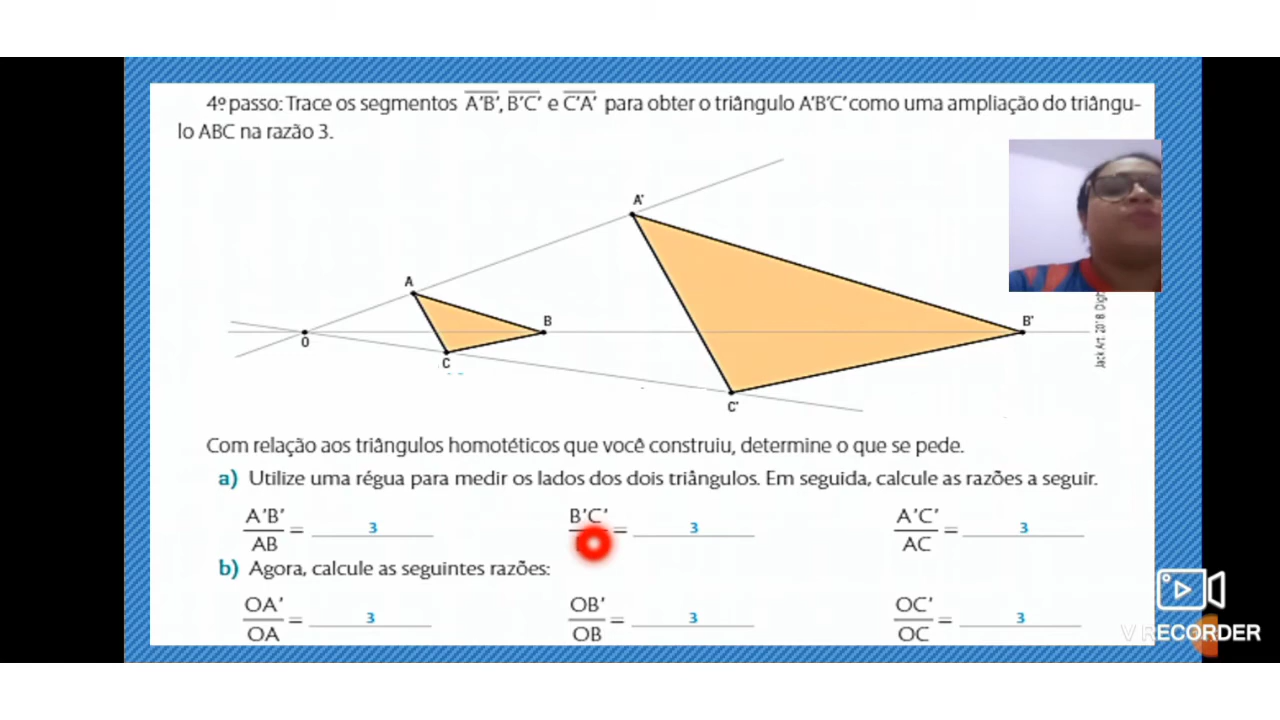 4º passo: Trace os segmentos A'B', B'C' e C'A' para obter o triângulo A'B'C' como uma ampliação do triângu-
lo ABC na razão 3.
A'
A
B
B'
O
C
C'
Jack Art. 2018. Digit
Com relação aos triângulos homotéticos que você construiu, determine o que se pede.
a) Utilize uma régua para medir os lados dos dois triângulos. Em seguida, calcule as razões a seguir.
A'B' B'C' A'C'
= 3 = 3 = 3
AB AC
b) Agora, calcule as seguintes razões:
OA' OB' OC'
= 3 = 3 = 3
OA OB OC
V RECORDER